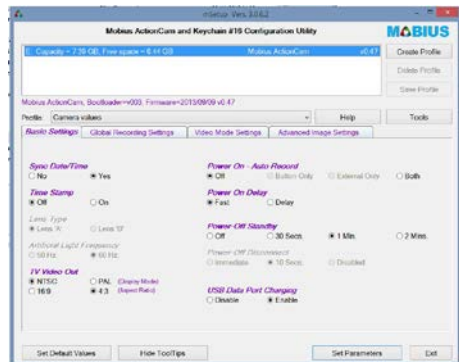 mSetup Vers 3.0.6.2
Mobius ActionCam and Keychain #16 Configuration Utility
MOBIUS
E: Capacity = 7.39 GB, Free space = 6.44 GB Mobius ActionCam v0.47
Create Profile
Delete Profile
Save Profile
Mobius ActionCam, Bootloader=v003, Firmware=2013/09/09 v0.47
Profile: Camera values Help Tools
Basic Settings Global Recording Settings Video Mode Settings Advanced Image Settings
Sync Date/Time Power On - Auto Record
No Yes Off Button Only External Only Both
Time Stamp Power On Delay
Off On Fast Delay
Lens Type Power-Off Standby
Lens 'A' Lens 'B' Off 30 Secs. 1 Min. 2 Mins.
Artificial Light Frequency Power-Off Disconnect
50 Hz. 60 Hz. Immediate 10 Secs. Disabled
TV Video Out
NTSC PAL (Display Mode) USB Data Port Charging
16:9 4:3 (Aspect Ratio) Disable Enable
Set Default Values Hide ToolTips Set Parameters Exit